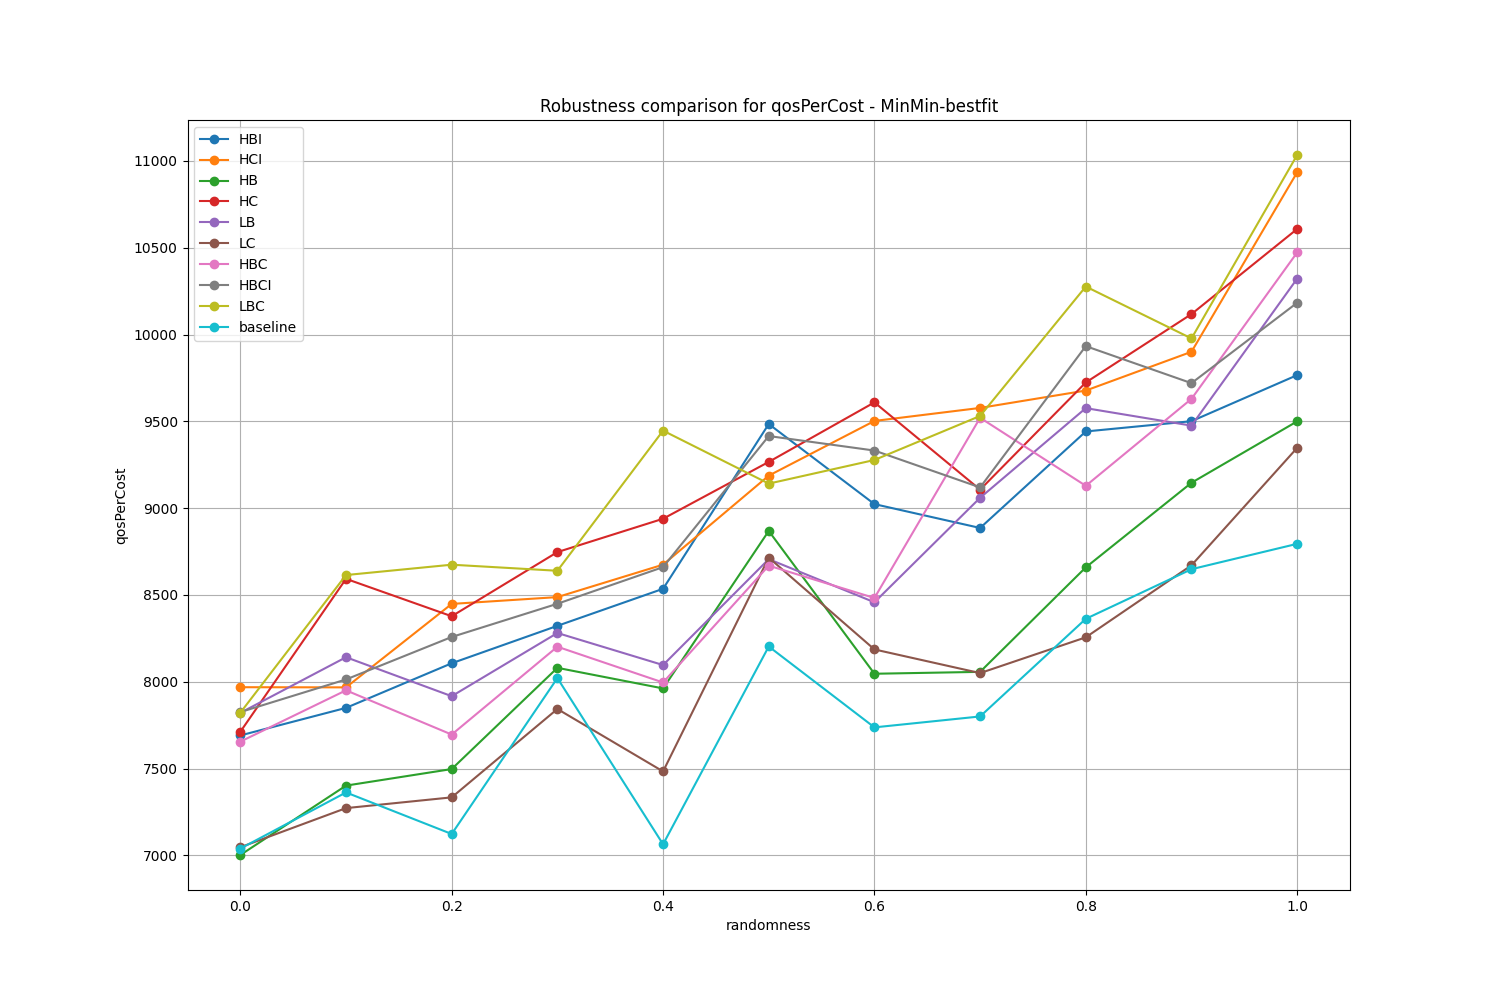 Robustness comparison for qosPerCost - MinMin-bestfit
HBI
HCI
HB
HC
LB
LC
HBC
HBCI
LBC
baseline
11000
10500
10000
9500
9000
8500
8000
7500
7000
qosPerCost
0.0 0.2 0.4 0.6 0.8 1.0
randomness